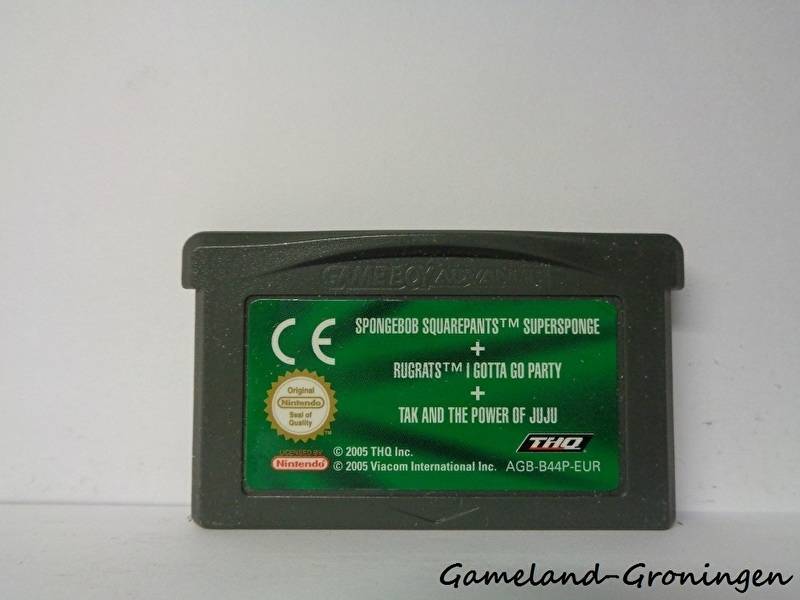 GAME BOY ADVANCE
CE
SPONGEBOB SQUAREPANTS™ SUPERSPONGE
+
RUGRATS™ I GOTTA GO PARTY
+
TAK AND THE POWER OF JUJU
Original
Nintendo
Seal of
Quality
TM
THQ
LICENSED BY
Nintendo
© 2005 THQ Inc.
© 2005 Viacom International Inc. AGB-B44P-EUR
Gameland-Groningen